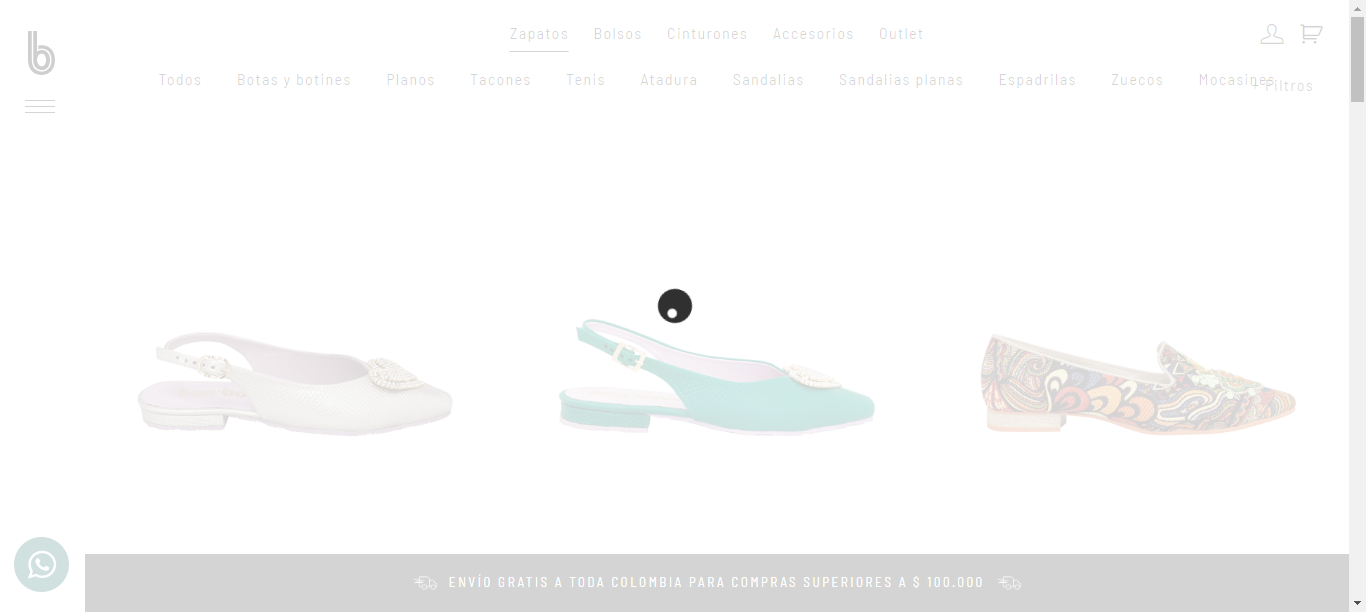 Zapatos Bolsos Cinturones Accesorios Outlet
Todos Botas y botines Planos Tacones Tenis Atadura Sandalias Sandalias planas Espadrilas Zuecos Mocasines
+ Filtros
ENVÍO GRATIS A TODA COLOMBIA PARA COMPRAS SUPERIORES A $ 100.000